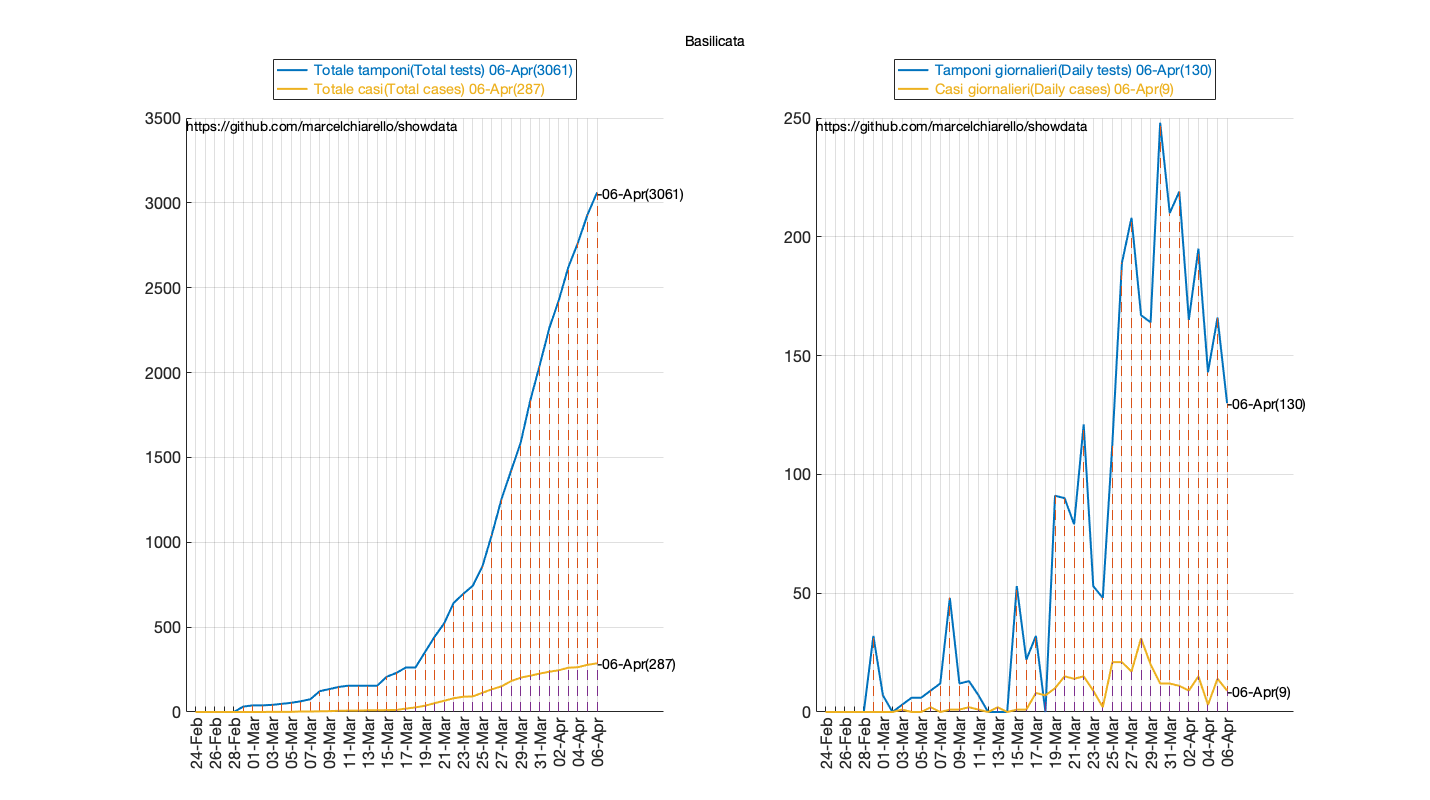 Basilicata
Totale tamponi(Total tests) 06-Apr(3061)
Totale casi(Total cases) 06-Apr(287)
https://github.com/marcelchiarello/showdata
3500
3000
2500
2000
1500
1000
500
0
06-Apr(3061)
06-Apr(287)
24-Feb
26-Feb
28-Feb
01-Mar
03-Mar
05-Mar
07-Mar
09-Mar
11-Mar
13-Mar
15-Mar
17-Mar
19-Mar
21-Mar
23-Mar
25-Mar
27-Mar
29-Mar
31-Mar
02-Apr
04-Apr
06-Apr
Tamponi giornalieri(Daily tests) 06-Apr(130)
Casi giornalieri(Daily cases) 06-Apr(9)
https://github.com/marcelchiarello/showdata
250
200
150
100
50
0
06-Apr(130)
06-Apr(9)
24-Feb
26-Feb
28-Feb
01-Mar
03-Mar
05-Mar
07-Mar
09-Mar
11-Mar
13-Mar
15-Mar
17-Mar
19-Mar
21-Mar
23-Mar
25-Mar
27-Mar
29-Mar
31-Mar
02-Apr
04-Apr
06-Apr